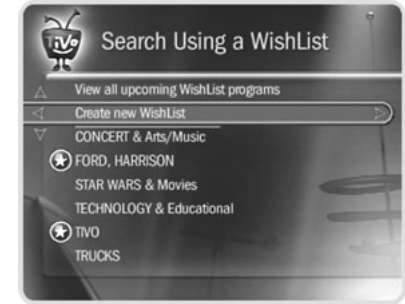 TiVo
Search Using a WishList
View all upcoming WishList programs
Create new WishList
CONCERT & Arts/Music
FORD, HARRISON
STAR WARS & Movies
TECHNOLOGY & Educational
TIVO
TRUCKS